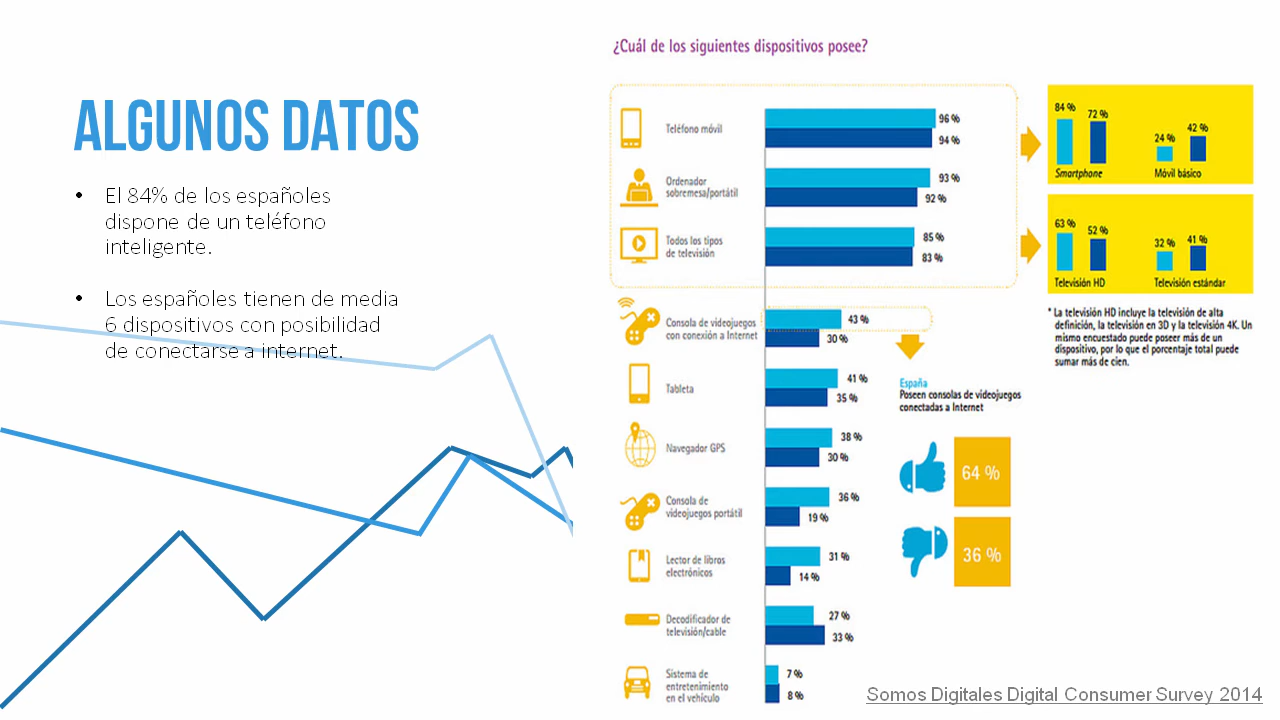 ALGUNOS DATOS
• El 84% de los españoles
dispone de un teléfono
inteligente.
• Los españoles tienen de media
6 dispositivos con posibilidad
de conectarse a internet.
¿Cuál de los siguientes dispositivos posee?
Teléfono móvil
96 %
94 %
Ordenador
sobremesa/portátil
93 %
92 %
Todos los tipos
de televisión
85 %
83 %
Consola de videojuegos
con conexión a Internet
43 %
30 %
Tableta
41 %
35 %
Navegador GPS
38 %
30 %
Consola de
videojuegos portátil
36 %
19 %
Lector de libros
electrónicos
31 %
14 %
Decodificador de
televisión/cable
27 %
33 %
Sistema de
entretenimiento
en el vehículo
7 %
8 %
84 %
72 %
24 %
42 %
Smartphone
Móvil básico
63 %
52 %
32 %
41 %
Televisión HD
Televisión estándar
* La televisión HD incluye la televisión de alta
definición, la televisión en 3D y la televisión 4K. Un
mismo encuestado puede poseer más de un
dispositivo, por lo que el porcentaje total puede
sumar más de cien.
España
Poseen consolas de videojuegos
conectadas a Internet
64 %
36 %
Somos Digitales Digital Consumer Survey 2014